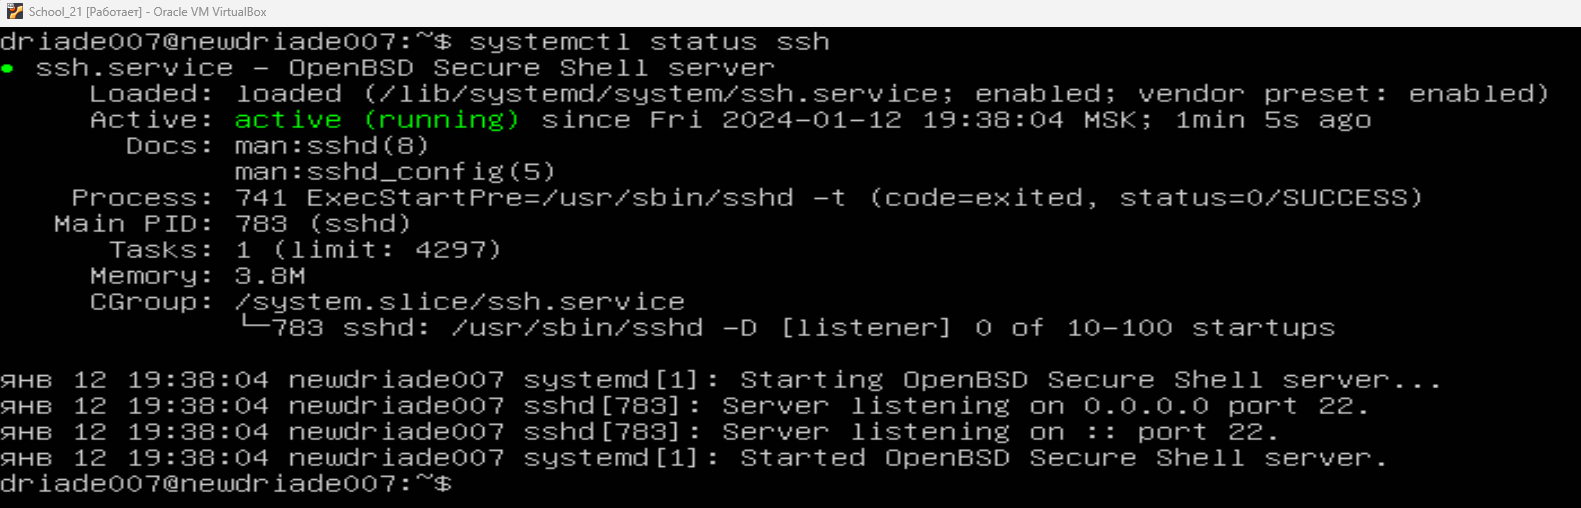 School_21 [Работает] - Oracle VM VirtualBox
driade007@newdriade007:~$ systemctl status ssh
● ssh.service - OpenBSD Secure Shell server
     Loaded: loaded (/lib/systemd/system/ssh.service; enabled; vendor preset: enabled)
     Active: active (running) since Fri 2024-01-12 19:38:04 MSK; 1min 5s ago
       Docs: man:sshd(8)
             man:sshd_config(5)
    Process: 741 ExecStartPre=/usr/sbin/sshd -t (code=exited, status=0/SUCCESS)
   Main PID: 783 (sshd)
      Tasks: 1 (limit: 4297)
     Memory: 3.8M
     CGroup: /system.slice/ssh.service
             └─783 sshd: /usr/sbin/sshd -D [listener] 0 of 10-100 startups
янв 12 19:38:04 newdriade007 systemd[1]: Starting OpenBSD Secure Shell server...
янв 12 19:38:04 newdriade007 sshd[783]: Server listening on 0.0.0.0 port 22.
янв 12 19:38:04 newdriade007 sshd[783]: Server listening on :: port 22.
янв 12 19:38:04 newdriade007 systemd[1]: Started OpenBSD Secure Shell server.
driade007@newdriade007:~$